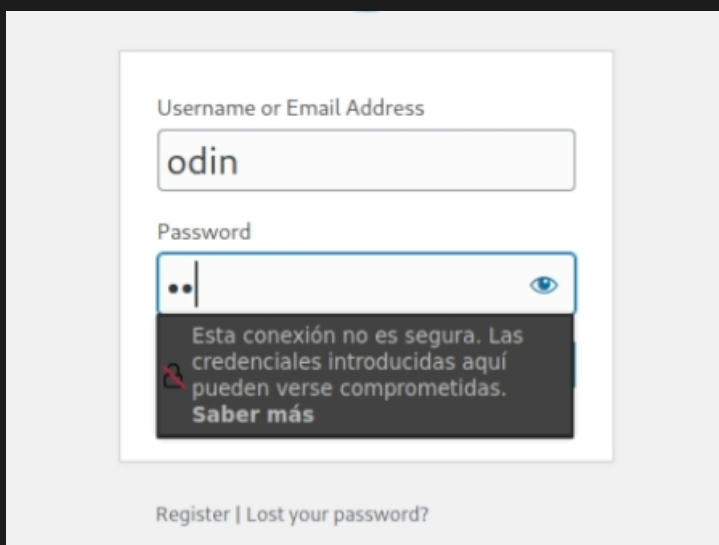 Username or Email Address
odin
Password
••
Esta conexión no es segura. Las
credenciales introducidas aquí
pueden verse comprometidas.
Saber más
Register | Lost your password?